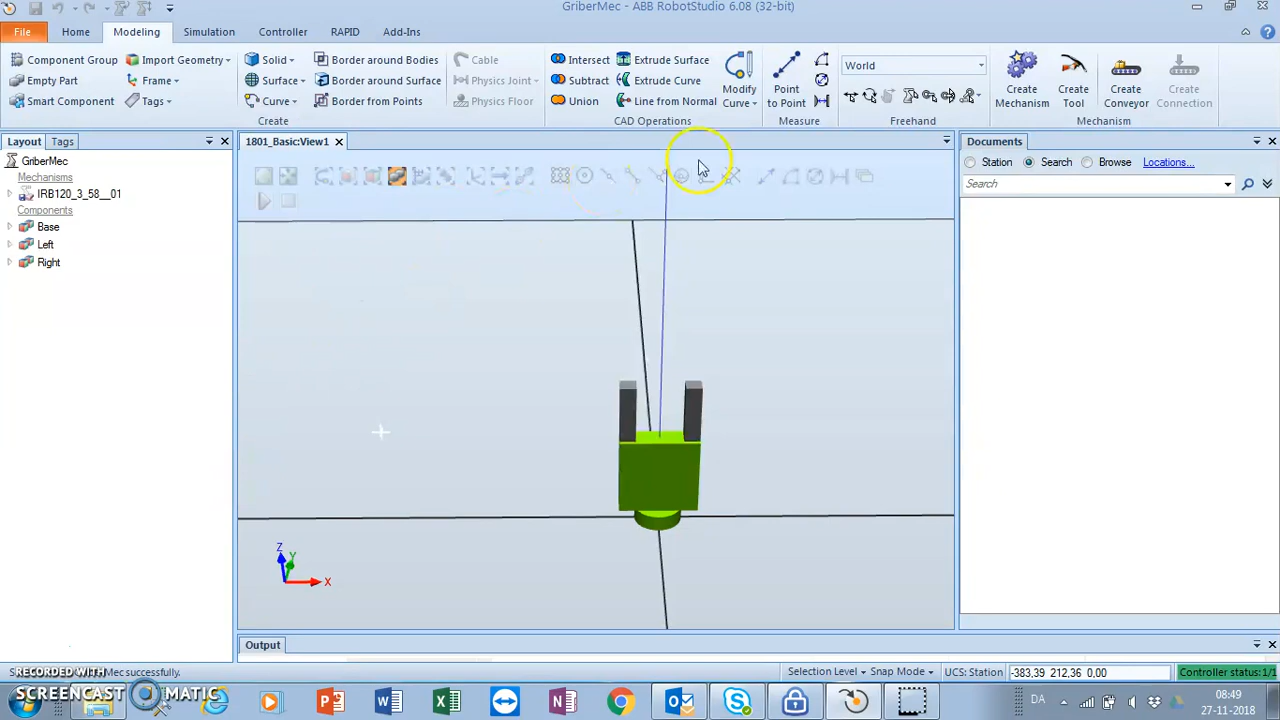 GriberMec - ABB RobotStudio 6.08 (32-bit)
File Home Modeling Simulation Controller RAPID Add-Ins
Component Group Import Geometry Solid Border around Bodies Cable Intersect Extrude Surface World
Empty Part Frame Surface Border around Surface Physics Joint Subtract Extrude Curve Modify Curve Point to Point Create Mechanism Create Tool Create Conveyor Create Connection
Smart Component Tags Curve Border from Points Physics Floor Union Line from Normal
Create CAD Operations Measure Freehand Mechanism
Layout Tags 1801_Basic:View1 Documents
GriberMec
Station Search Browse Locations...
Mechanisms
Search
IRB120_3_58__01
Components
Base
Left
Right
Z
Y
X
Output
RECORDED WITH
Mec successfully.
Selection Level Snap Mode UCS: Station -383,39 212,36 0,00 Controller status:1/1
SCREENCAST MATIC
DA 08:49
27-11-2018